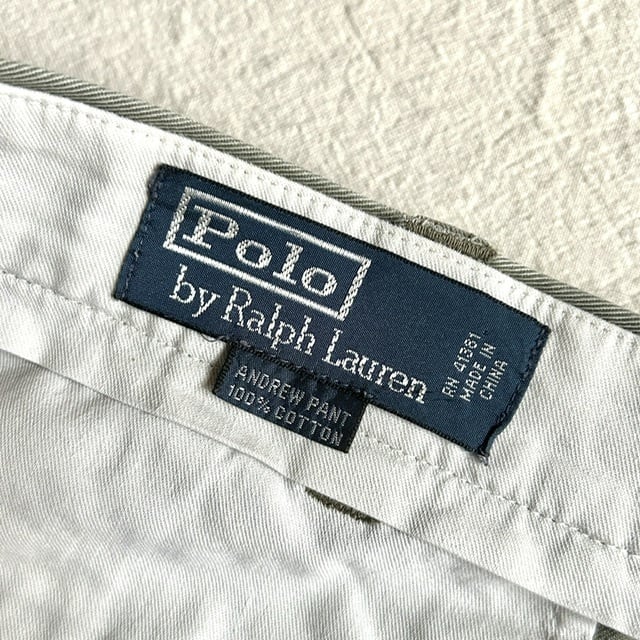 Polo
by Ralph Lauren
RN 41381
MADE IN
CHINA
ANDREW PANT
100% COTTON